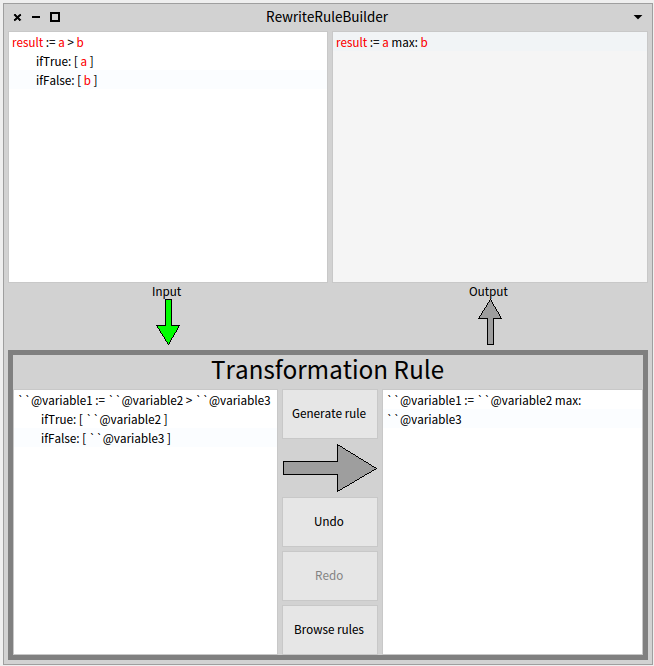 RewriteRuleBuilder
result := a > b
ifTrue: [ a ]
ifFalse: [ b ]
result := a max: b
Input
Output
Transformation Rule
``@variable1 := ``@variable2 > ``@variable3
ifTrue: [ ``@variable2 ]
ifFalse: [ ``@variable3 ]
Generate rule
Undo
Redo
Browse rules
``@variable1 := ``@variable2 max:
``@variable3